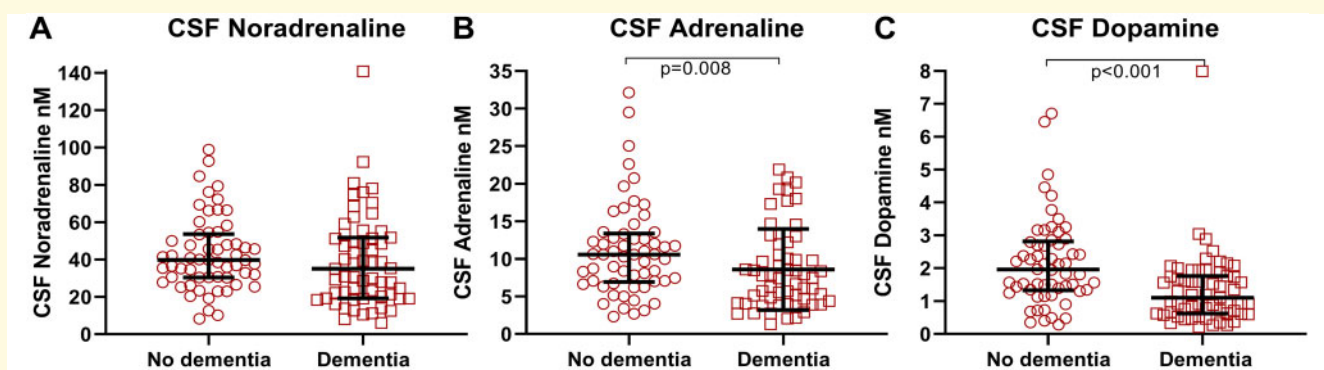 A CSF Noradrenaline
CSF Noradrenaline nM
140
120
100
80
60
40
20
0
No dementia Dementia
B CSF Adrenaline
p=0.008
CSF Adrenaline nM
35
30
25
20
15
10
5
0
No dementia Dementia
C CSF Dopamine
p<0.001
CSF Dopamine nM
8
7
6
5
4
3
2
1
0
No dementia Dementia